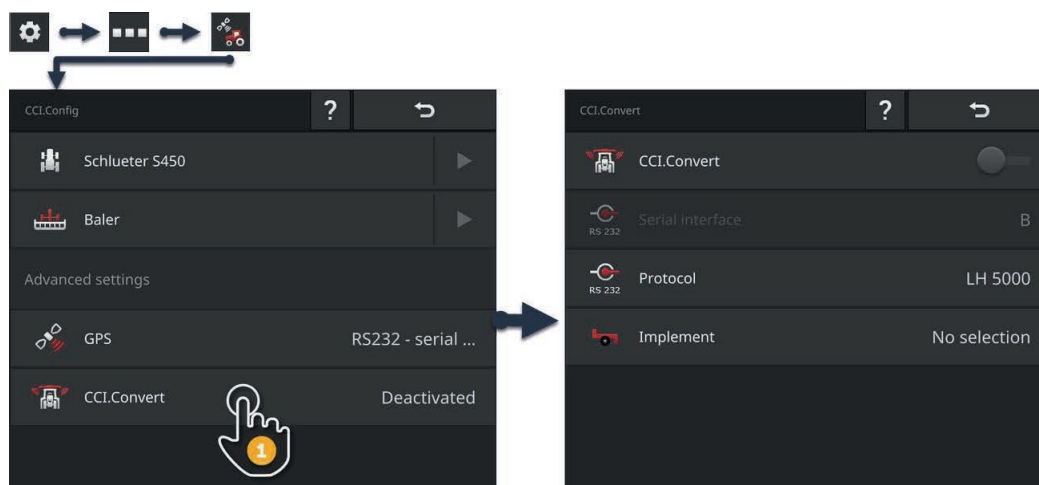 CCI.Config ?
Schlueter S450
Baler
Advanced settings
GPS RS232 - serial ...
CCI.Convert Deactivated
1
CCI.Convert ?
CCI.Convert
RS 232 Serial interface B
RS 232 Protocol LH 5000
Implement No selection